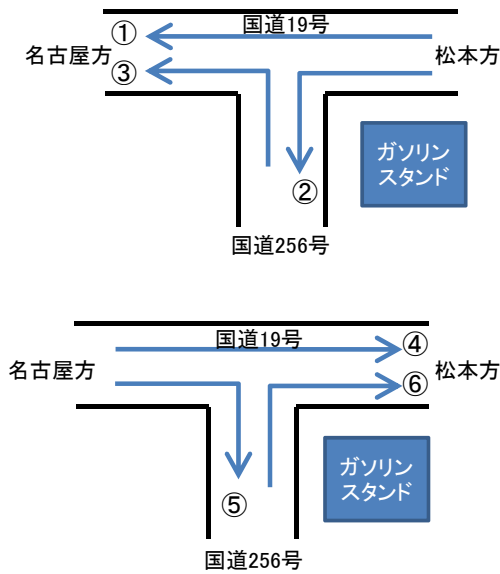 国道19号
①
名古屋方
松本方
③
ガソリン
スタンド
②
国道256号
国道19号
④
名古屋方
松本方
⑥
ガソリン
スタンド
⑤
国道256号